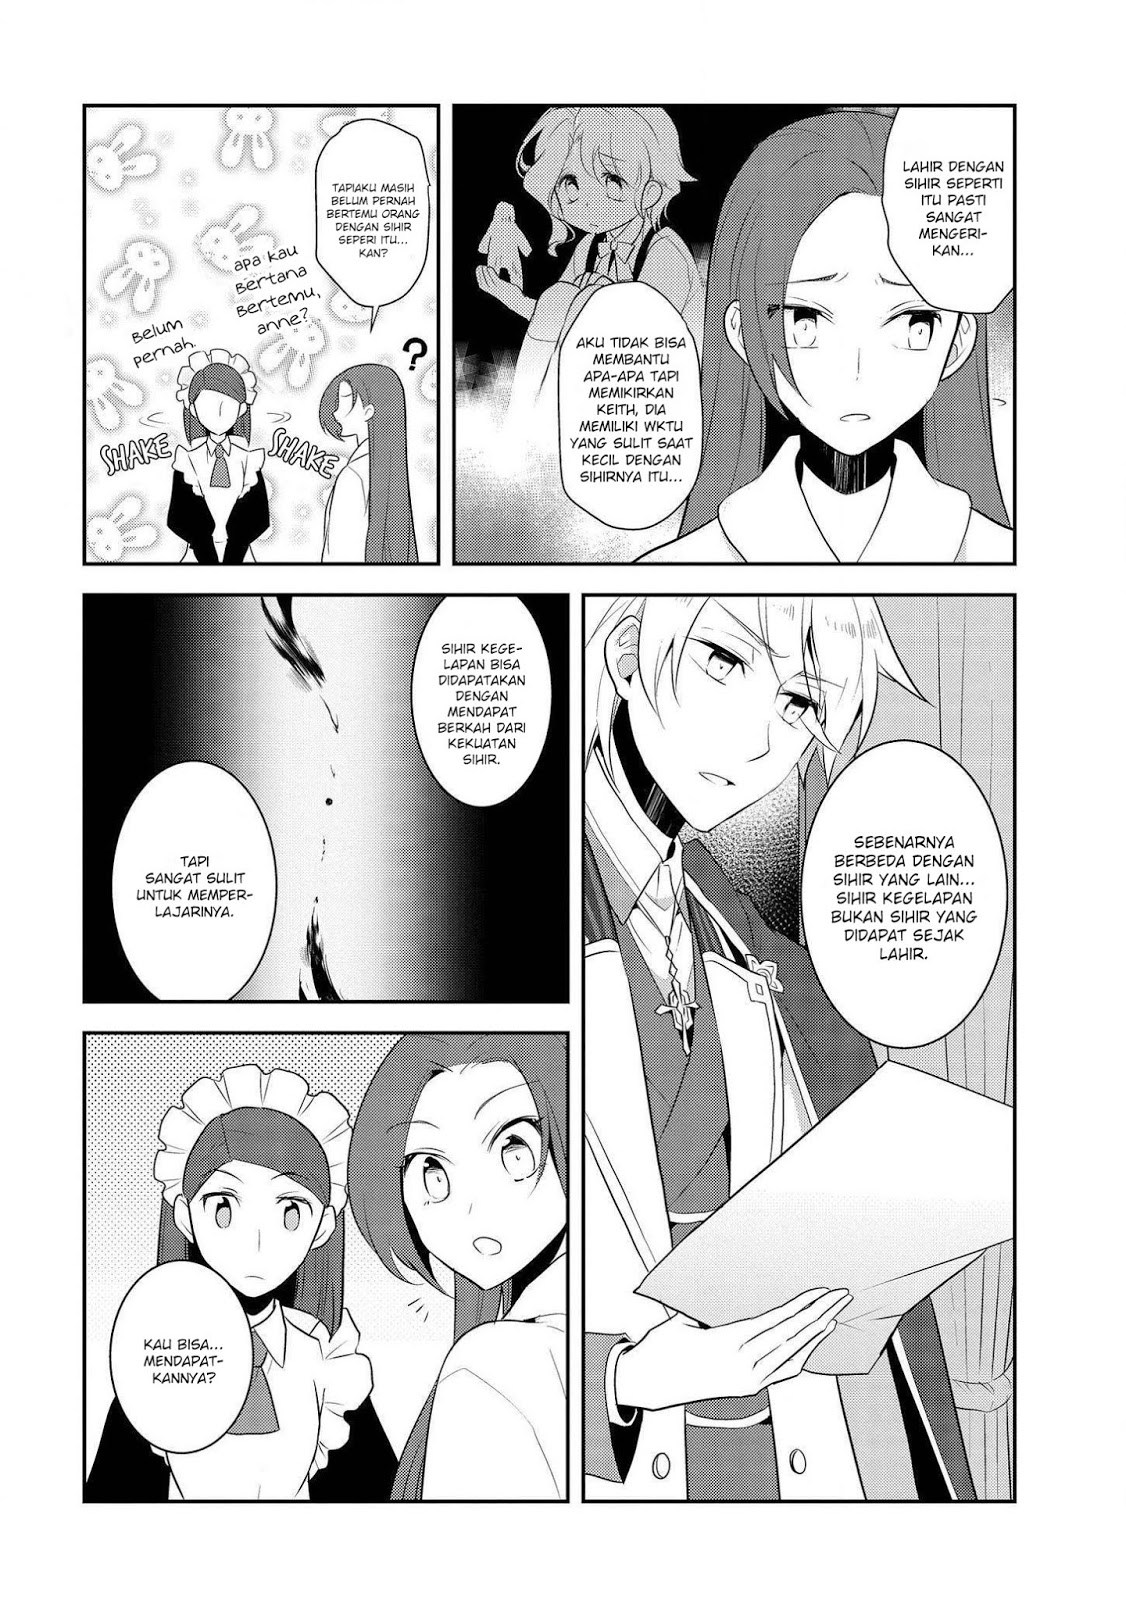 LAHIR DENGAN
SIHIR SEPERTI
ITU PASTI
SANGAT
MENGERI-
KAN...
AKU TIDAK BISA
MEMBANTU
APA-APA TAPI
MEMIKIRKAN
KEITH, DIA
MEMILIKI WKTU
YANG SULIT SAAT
KECIL DENGAN
SIHIRNYA ITU...
TAPIAKU MASIH
BELUM PERNAH
BERTEMU ORANG
DENGAN SIHIR
SEPERI ITU...
KAN?
?
apa kau
Bertana
Bertemu,
anne?
Belum
pernah.
SHAKE
SHAKE
SEBENARNYA
BERBEDA DENGAN
SIHIR YANG LAIN...
SIHIR KEGELAPAN
BUKAN SIHIR YANG
DIDAPAT SEJAK
LAHIR.
SIHIR KEGE-
LAPAN BISA
DIDAPATAKAN
DENGAN
MENDAPAT
BERKAH DARI
KEKUATAN
SIHIR.
TAPI
SANGAT SULIT
UNTUK MEMPER-
LAJARINYA.
KAU BISA...
MENDAPAT-
KANNYA?